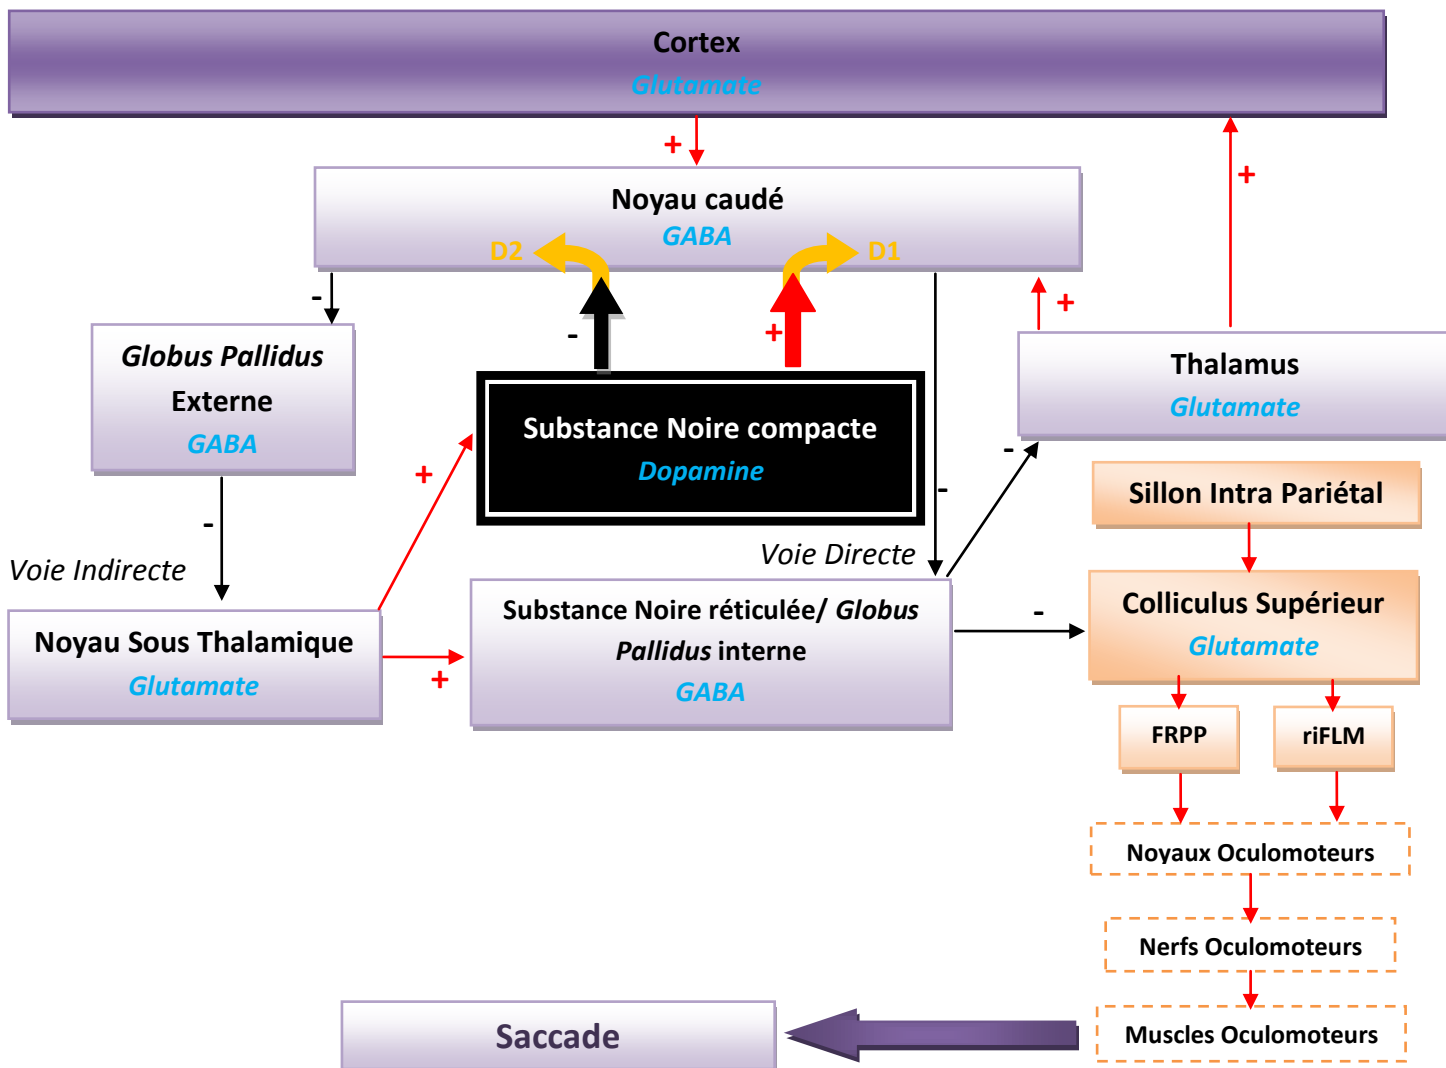 Cortex
Glutamate
+
+
Noyau caudé
GABA
D2
D1
-
-
+
+
Globus Pallidus
Externe
GABA
Thalamus
Glutamate
Substance Noire compacte
Dopamine
+
-
-
-
Sillon Intra Pariétal
Voie Indirecte
Voie Directe
Noyau Sous Thalamique
Glutamate
+
Substance Noire réticulée/ Globus
Pallidus interne
GABA
-
Colliculus Supérieur
Glutamate
FRPP
riFLM
Noyaux Oculomoteurs
Nerfs Oculomoteurs
Muscles Oculomoteurs
Saccade